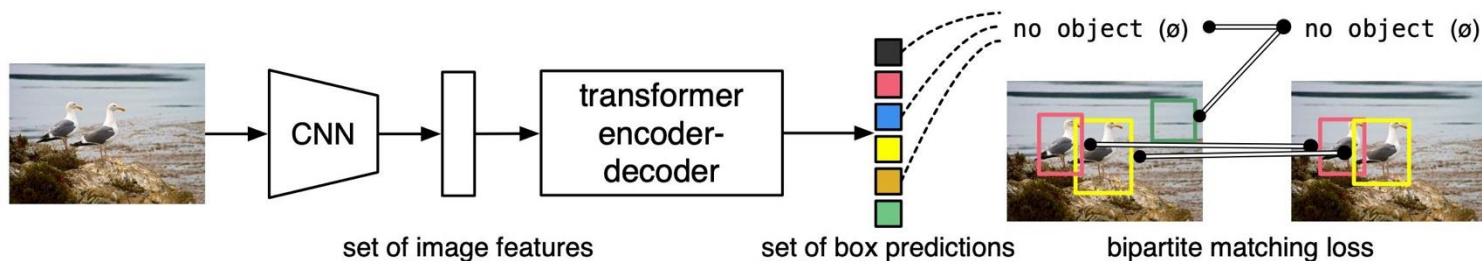 no object (ø)
no object (ø)
CNN
transformer
encoder-
decoder
set of image features
set of box predictions
bipartite matching loss